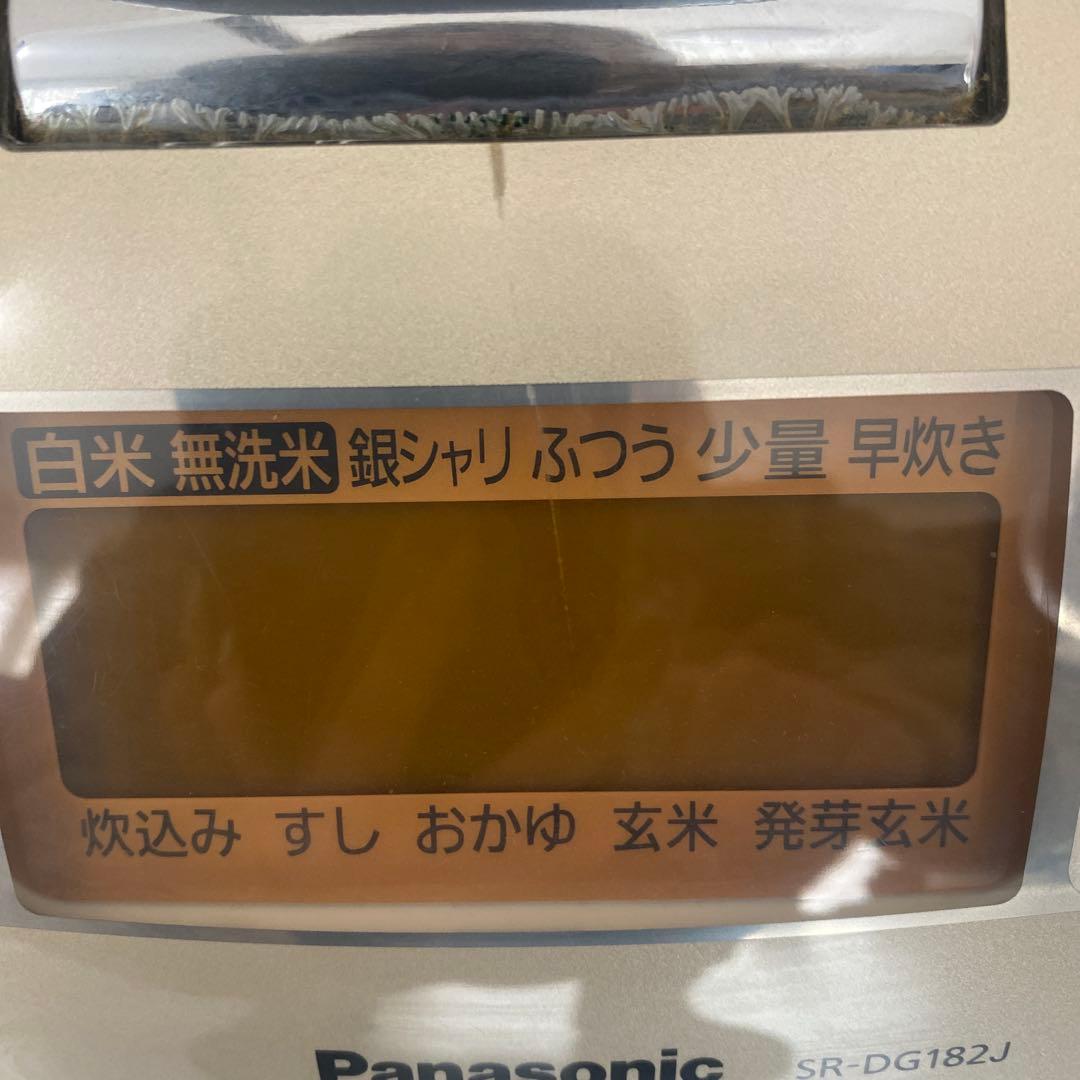 白米 無洗米 銀シャリ ふつう 少量 早炊き
炊込み すし おかゆ 玄米 発芽玄米
Panasonic SR-DG182J